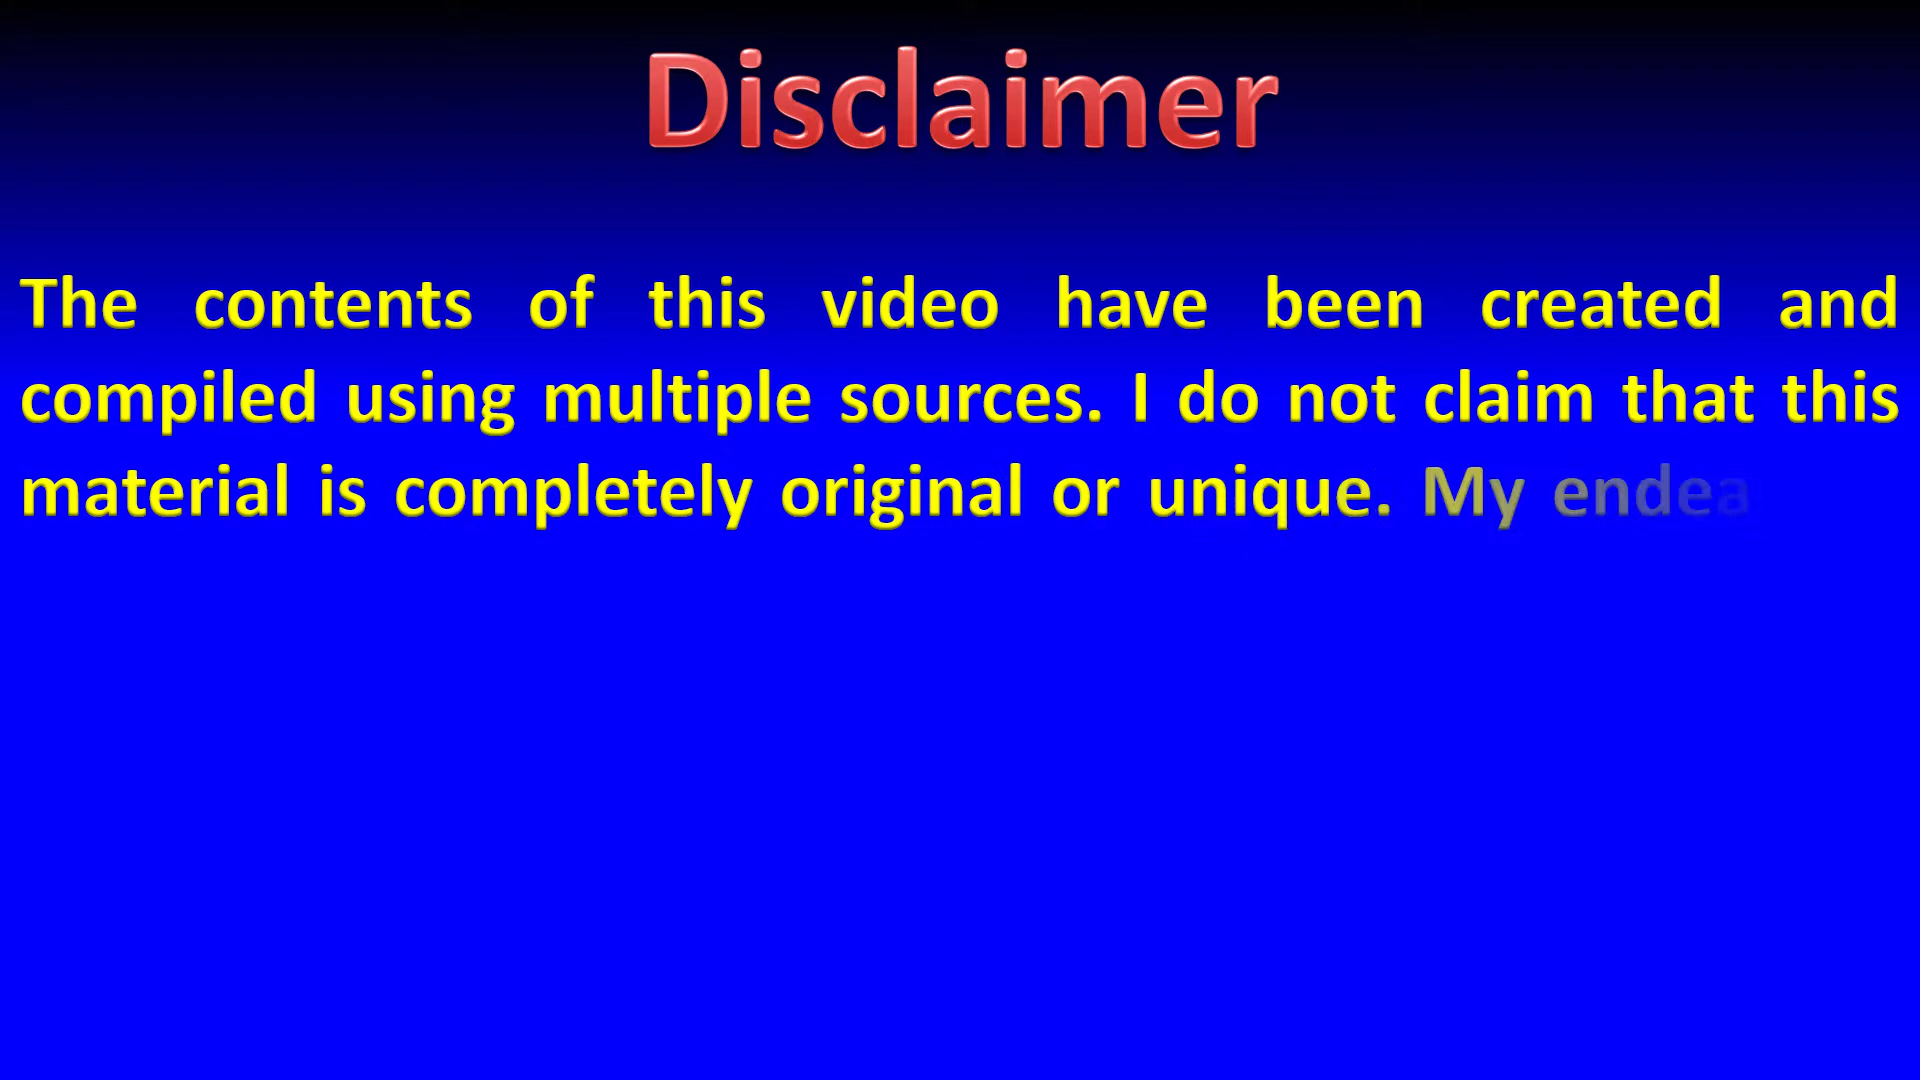 Disclaimer
The contents of this video have been created and
compiled using multiple sources. I do not claim that this
material is completely original or unique. My endea